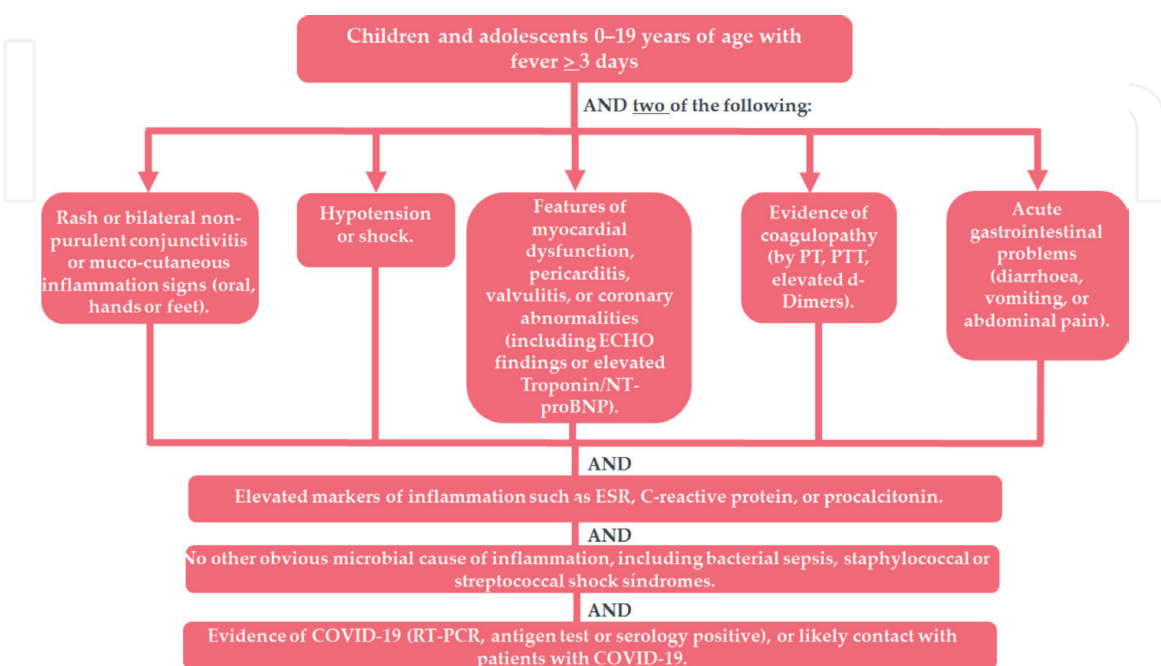 Children and adolescents 0–19 years of age with
fever ≥ 3 days
AND two of the following:
Rash or bilateral non-
purulent conjunctivitis
or muco-cutaneous
inflammation signs (oral,
hands or feet).
Hypotension
or shock.
Features of
myocardial
dysfunction,
pericarditis,
valvulitis, or coronary
abnormalities
(including ECHO
findings or elevated
Troponin/NT-
proBNP).
Evidence of
coagulopathy
(by PT, PTT,
elevated d-
Dimers).
Acute
gastrointestinal
problems
(diarrhoea,
vomiting, or
abdominal pain).
AND
Elevated markers of inflammation such as ESR, C-reactive protein, or procalcitonin.
AND
No other obvious microbial cause of inflammation, including bacterial sepsis, staphylococcal or
streptococcal shock síndromes.
AND
Evidence of COVID-19 (RT-PCR, antigen test or serology positive), or likely contact with
patients with COVID-19.